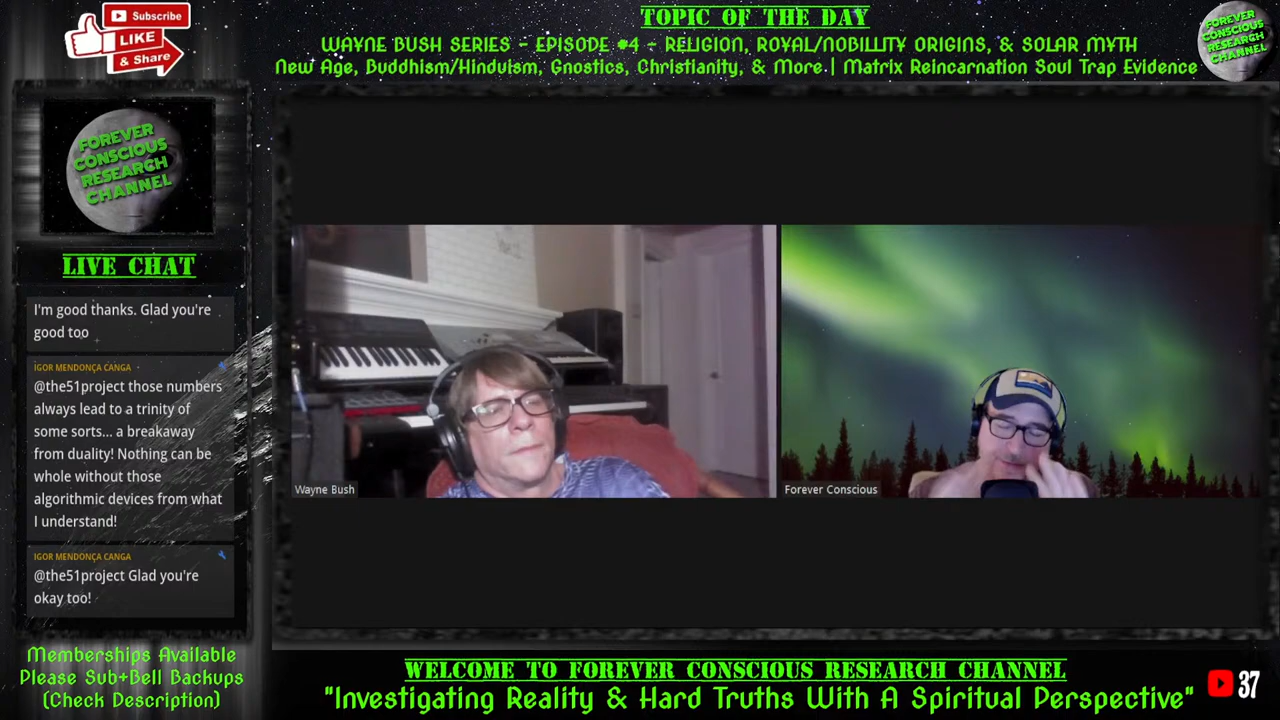 Subscribe
LIKE
& Share
TOPIC OF THE DAY
WAYNE BUSH SERIES - EPISODE #4 - RELIGION, ROYAL/NOBILLITY ORIGINS, & SOLAR MYTH
New Age, Buddhism/Hinduism, Gnostics, Christianity, & More | Matrix Reincarnation Soul Trap Evidence
FOREVER
CONSCIOUS
RESEARCH
CHANNEL
FOREVER
CONSCIOUS
RESEARCH
CHANNEL
LIVE CHAT
I'm good thanks. Glad you're
good too
IGOR MENDONÇA CANGA
@the51project those numbers
always lead to a trinity of
some sorts... a breakaway
from duality! Nothing can be
whole without those
algorithmic devices from what
I understand!
IGOR MENDONÇA CANGA
@the51project Glad you're
okay too!
Wayne Bush
Forever Conscious
Memberships Available
Please Sub+Bell Backups
(Check Description)
WELCOME TO FOREVER CONSCIOUS RESEARCH CHANNEL
"Investigating Reality & Hard Truths With A Spiritual Perspective"
37